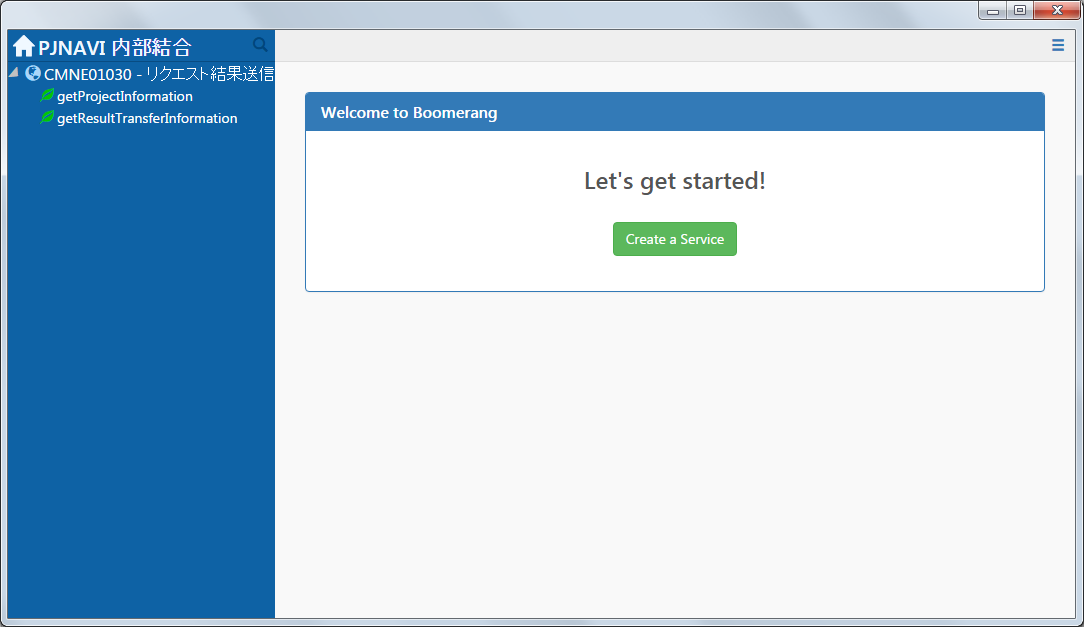 PJNAVI 内部結合
CMNE01030 - リクエスト結果送信
getProjectInformation
getResultTransferInformation
Welcome to Boomerang
Let's get started!
Create a Service